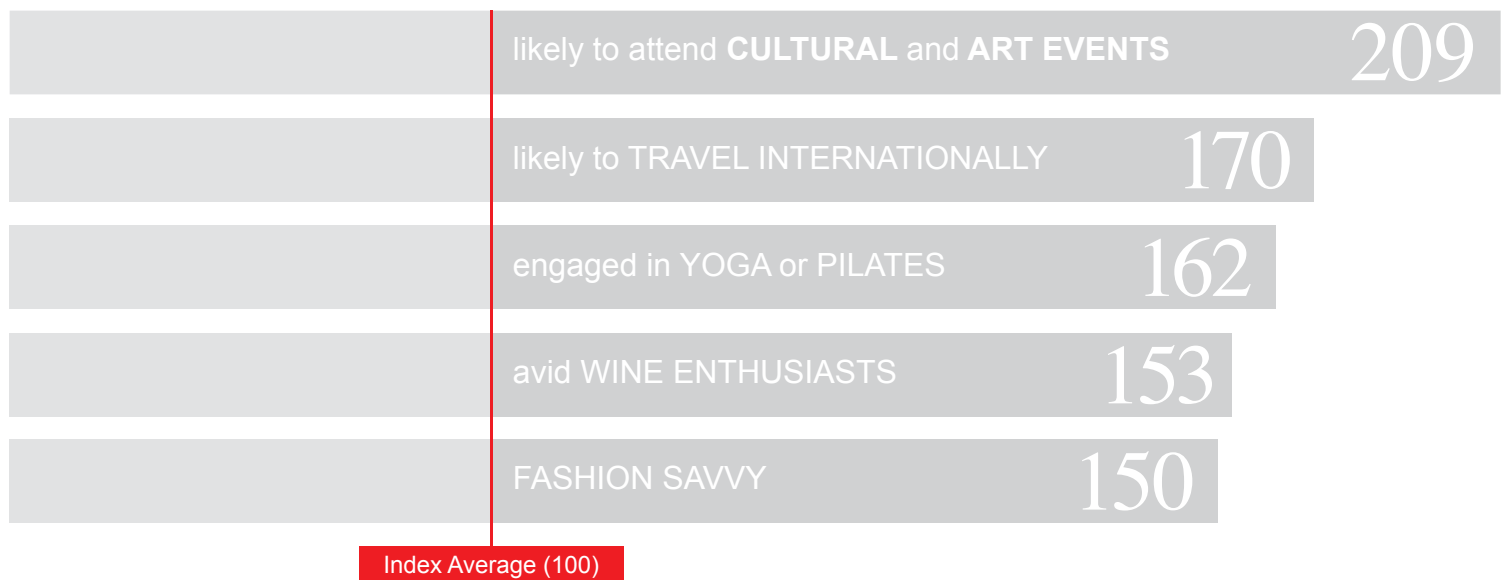 likely to attend CULTURAL and ART EVENTS 209
likely to TRAVEL INTERNATIONALLY 170
engaged in YOGA or PILATES 162
avid WINE ENTHUSIASTS 153
FASHION SAVVY 150
Index Average (100)